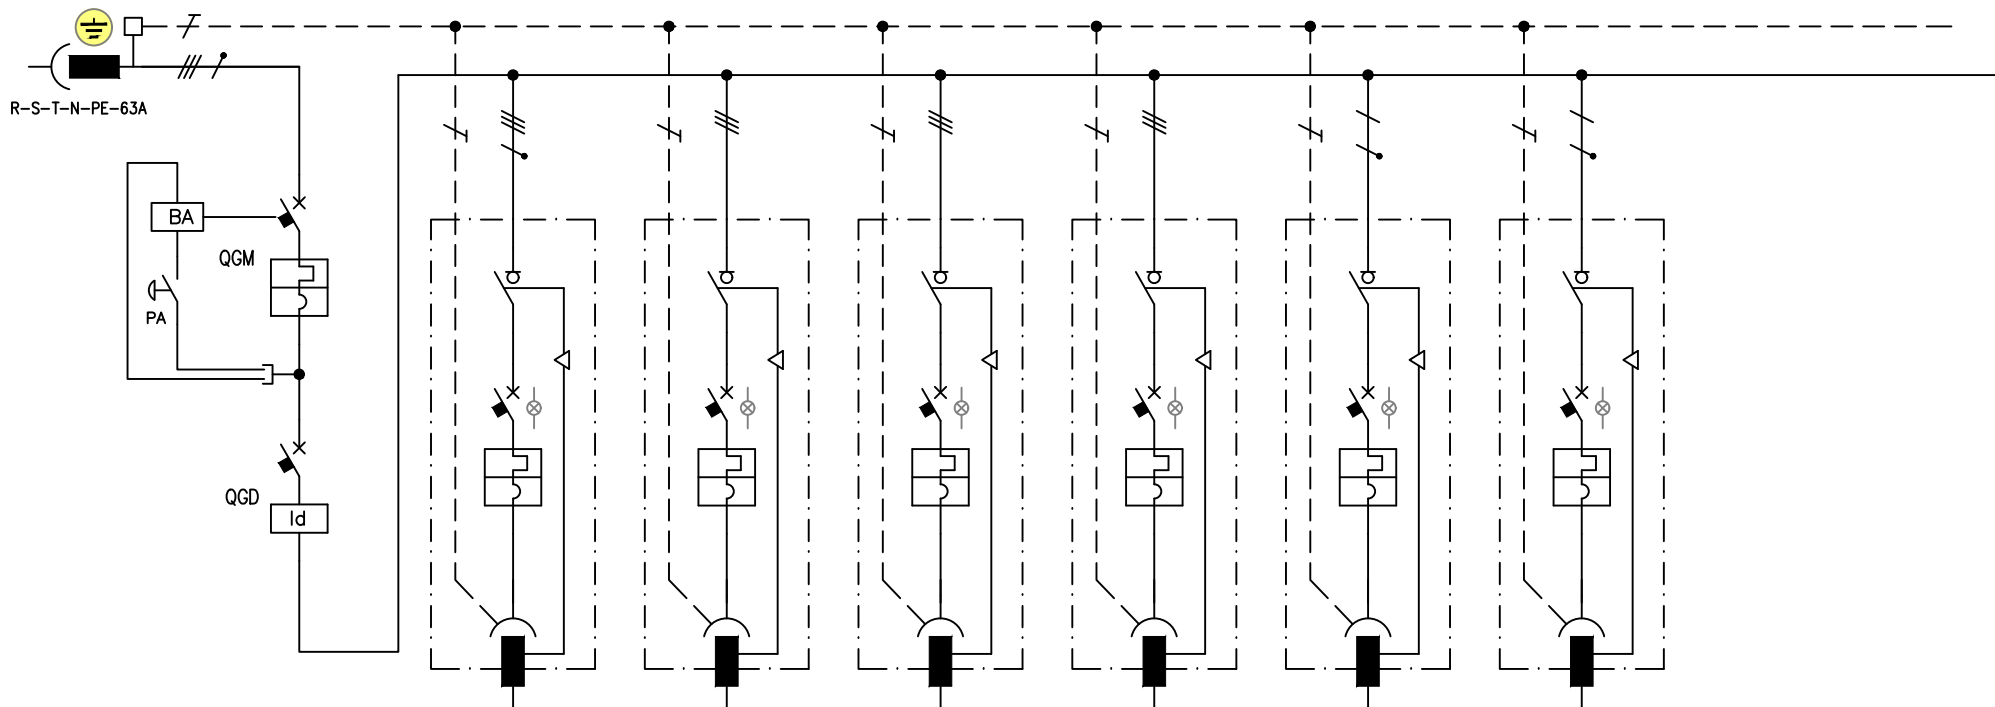 R-S-T-N-PE-63A
BA
QGM
PA
QGD
Id